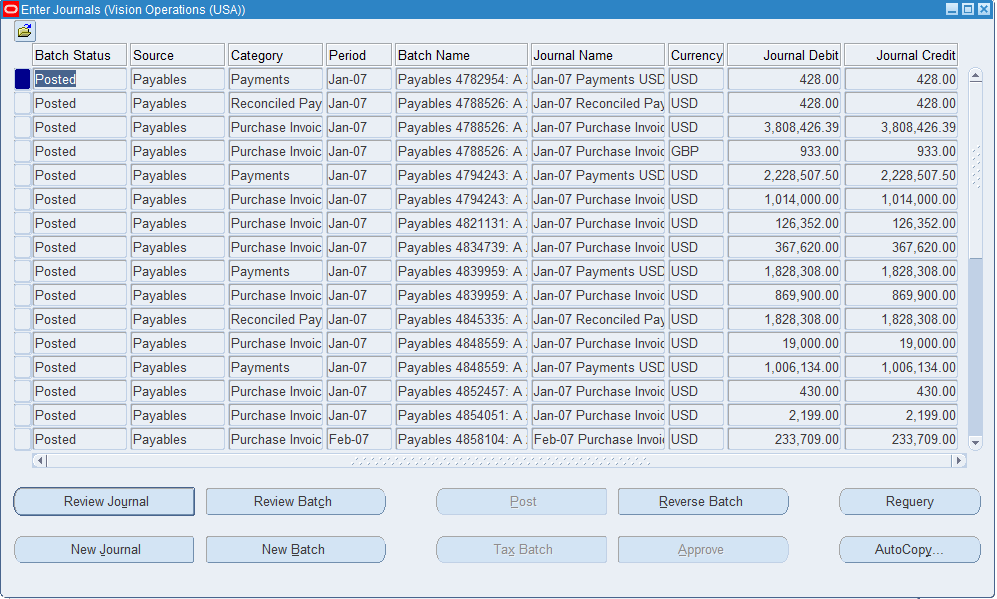 Enter Journals (Vision Operations (USA))
Batch Status Source Category Period Batch Name Journal Name Currency Journal Debit Journal Credit
Posted Payables Payments Jan-07 Payables 4782954: A Jan-07 Payments USD USD 428.00 428.00
Posted Payables Reconciled Pay Jan-07 Payables 4788526: A Jan-07 Reconciled Pay USD 428.00 428.00
Posted Payables Purchase Invoic Jan-07 Payables 4788526: A Jan-07 Purchase Invoic USD 3,808,426.39 3,808,426.39
Posted Payables Purchase Invoic Jan-07 Payables 4788526: A Jan-07 Purchase Invoic GBP 933.00 933.00
Posted Payables Payments Jan-07 Payables 4794243: A Jan-07 Payments USD USD 2,228,507.50 2,228,507.50
Posted Payables Purchase Invoic Jan-07 Payables 4794243: A Jan-07 Purchase Invoic USD 1,014,000.00 1,014,000.00
Posted Payables Purchase Invoic Jan-07 Payables 4821131: A Jan-07 Purchase Invoic USD 126,352.00 126,352.00
Posted Payables Purchase Invoic Jan-07 Payables 4834739: A Jan-07 Purchase Invoic USD 367,620.00 367,620.00
Posted Payables Payments Jan-07 Payables 4839959: A Jan-07 Payments USD USD 1,828,308.00 1,828,308.00
Posted Payables Purchase Invoic Jan-07 Payables 4839959: A Jan-07 Purchase Invoic USD 869,900.00 869,900.00
Posted Payables Reconciled Pay Jan-07 Payables 4845335: A Jan-07 Reconciled Pay USD 1,828,308.00 1,828,308.00
Posted Payables Purchase Invoic Jan-07 Payables 4848559: A Jan-07 Purchase Invoic USD 19,000.00 19,000.00
Posted Payables Payments Jan-07 Payables 4848559: A Jan-07 Payments USD USD 1,006,134.00 1,006,134.00
Posted Payables Purchase Invoic Jan-07 Payables 4852457: A Jan-07 Purchase Invoic USD 430.00 430.00
Posted Payables Purchase Invoic Jan-07 Payables 4854051: A Jan-07 Purchase Invoic USD 2,199.00 2,199.00
Posted Payables Purchase Invoic Feb-07 Payables 4858104: A Feb-07 Purchase Invoic USD 233,709.00 233,709.00
Review Journal Review Batch Post Reverse Batch Requery
New Journal New Batch Tax Batch Approve AutoCopy...